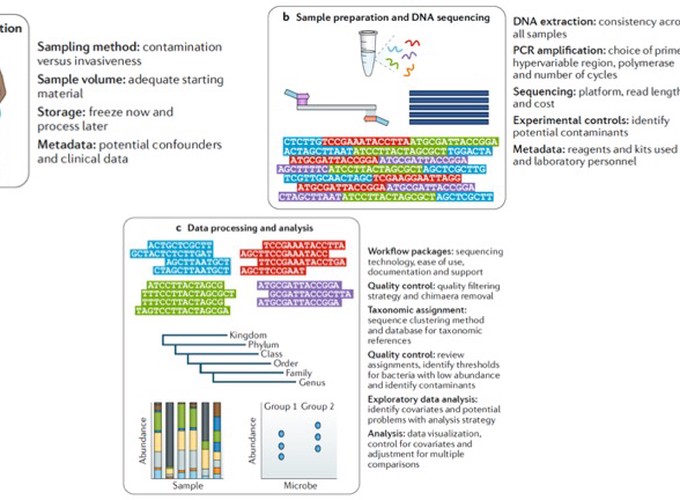 tion
Sampling method: contamination
versus invasiveness
Sample volume: adequate starting
material
Storage: freeze now and
process later
Metadata: potential confounders
and clinical data
b Sample preparation and DNA sequencing
CTCTTGTCCGAAATACCTTAATGCGATTACCGGA
ACTAGCTTAATATCCTTACTAGCGCTTGGACTA
ATGCGATTACCGGAATGCGATTACCGGA
AGCTTTTCATCCTTACTAGCGCTAGCTCGCTTG
TCGTTGCAACTAGCTCGAAGGAATTAGG
ATGCGATTACCGGAATGCGATTACCGGA
CTAGCTTAATATCCTTACTAGCGCTAGCTCGCTT
DNA extraction: consistency acro
all samples
PCR amplification: choice of prime
hypervariable region, polymerase
and number of cycles
Sequencing: platform, read length
and cost
Experimental controls: identify
potential contaminants
Metadata: reagents and kits used
and laboratory personnel
c Data processing and analysis
ACTGCTCGCTT
GCTACTCTCTTGAT
AGCTTAATGCT
CTAGCTTAATGCT
TCCGAAATACCTTA
AGCTTCCGAAATACC
TCCGAAATACCTGA
AGCTTCCGAAT
ATCCTTACTAGCG
TTTCCTTACTAGCGCT
TTTCCTTACTAGCG
TAGTCCTTACTAGCGA
ATGCGATTACCGGA
GCGATTACCGCTTA
ATGCGATTACCGGA
Kingdom
Phylum
Class
Order
Family
Genus
Abundance
Sample
Group 1 Group 2
Abundance
Microbe
Workflow packages: sequencing
technology, ease of use,
documentation and support
Quality control: quality filtering
strategy and chimaera removal
Taxonomic assignment:
sequence clustering method
and database for taxonomic
references
Quality control: review
assignments, identify thresholds
for bacteria with low abundance
and identify contaminants
Exploratory data analysis:
identify covariates and potential
problems with analysis strategy
Analysis: data visualization,
control for covariates and
adjustment for multiple
comparisons